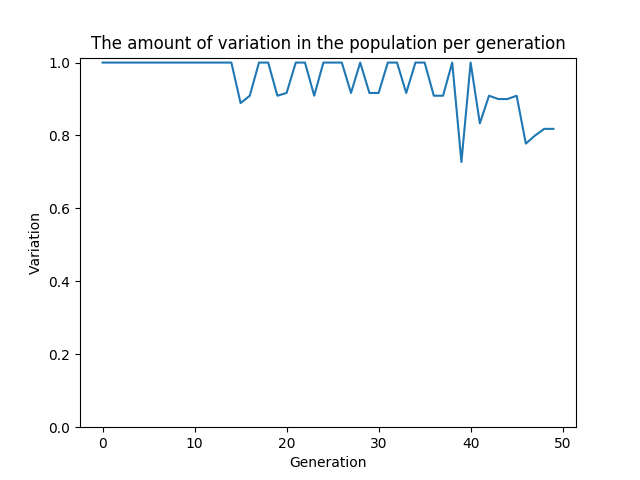 The amount of variation in the population per generation
1.0
0.8
0.6
0.4
0.2
0.0
Variation
0 10 20 30 40 50
Generation